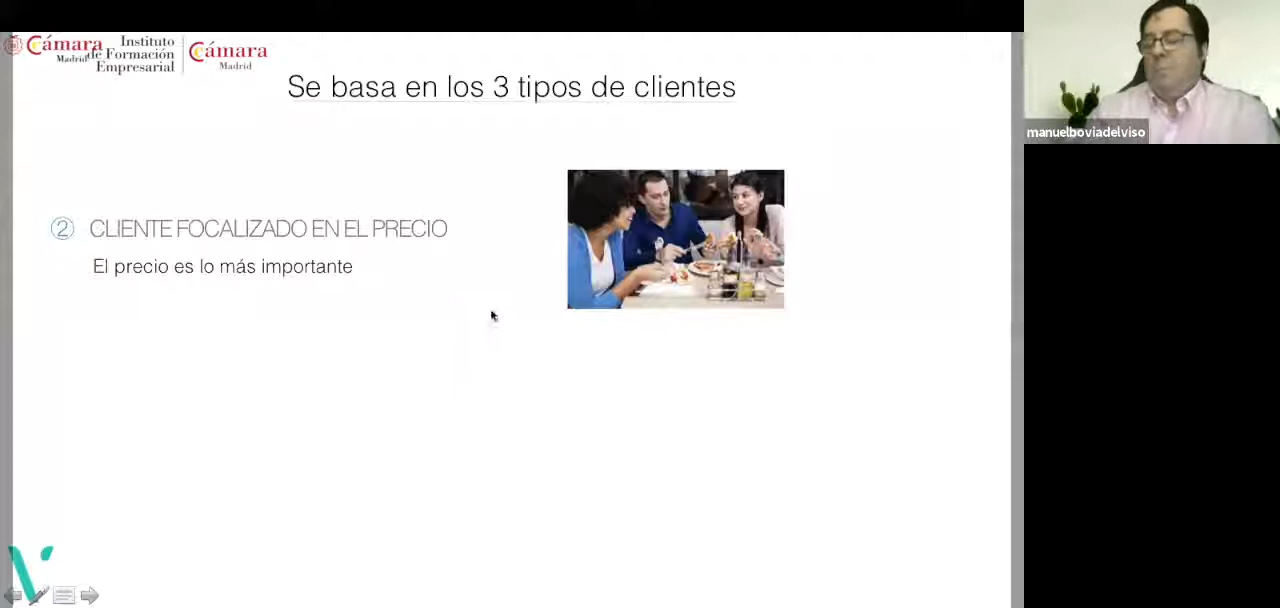 Cámara
Madrid
Instituto
de Formación
Empresarial
Cámara
Madrid
Se basa en los 3 tipos de clientes
2 CLIENTE FOCALIZADO EN EL PRECIO
El precio es lo más importante
manuelboviadelviso